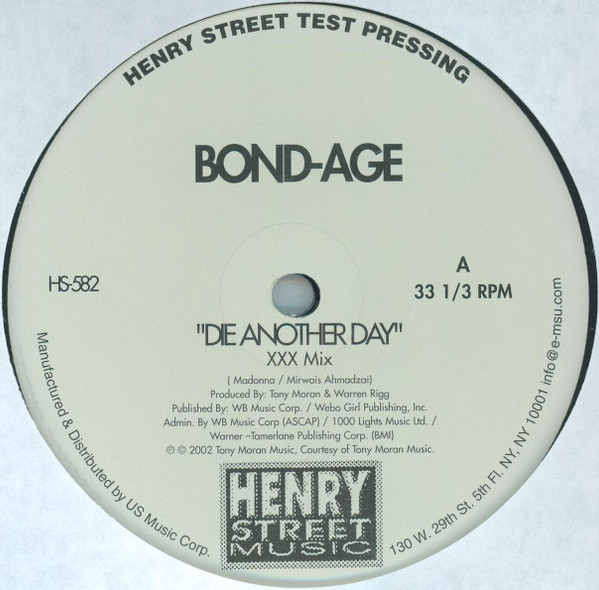 HENRY STREET TEST PRESSING
BOND-AGE
HS-582
A
33 1/3 RPM
"DIE ANOTHER DAY"
XXX Mix
( Madonna / Mirwais Ahmadzai)
Produced By: Tony Moran & Warren Rigg
Published By: WB Music Corp. / Webo Girl Publishing, Inc.
Admin. By WB Music Corp (ASCAP) / 1000 Lights Music Ltd. /
Warner –Tamerlane Publishing Corp. (BMI)
℗ © 2002 Tony Moran Music, Courtesy of Tony Moran Music.
HENRY
STREET
MUSIC
Manufactured & Distributed by US Music Corp.
130 W. 29th St. 5th Fl. NY, NY 10001 info@e-msu.com